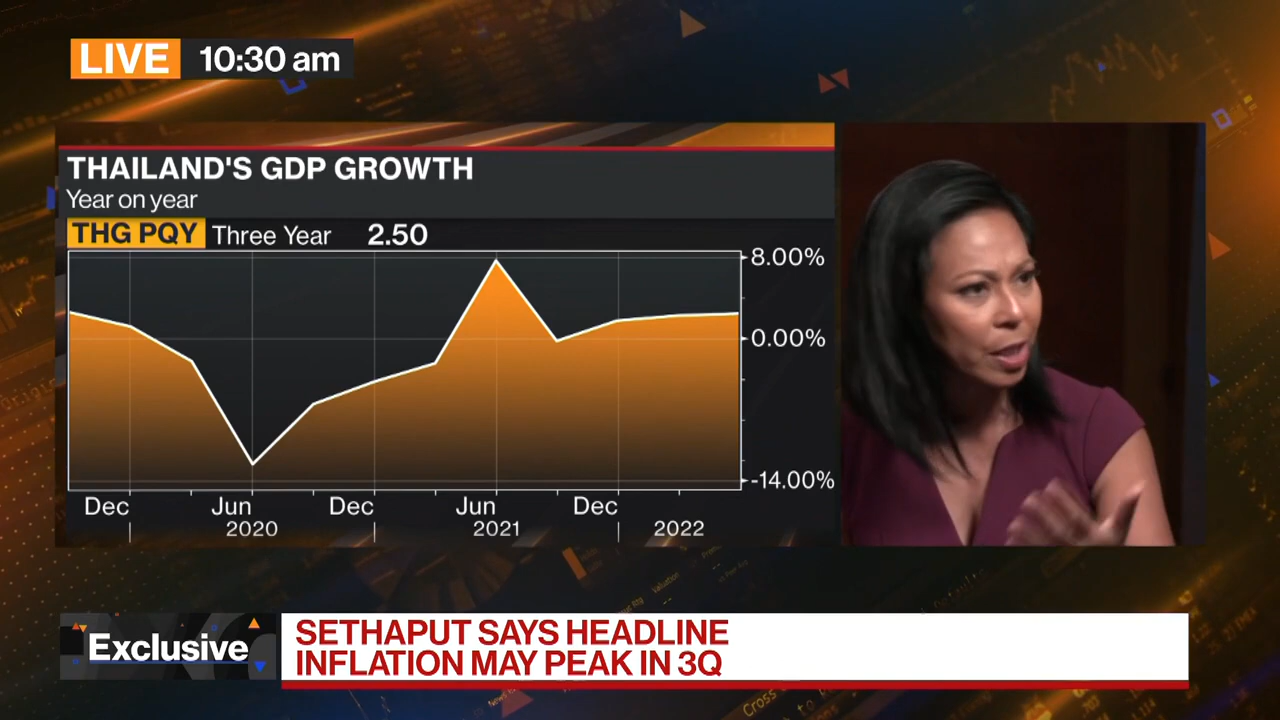 LIVE 10:30 am
THAILAND'S GDP GROWTH
Year on year
THG PQY Three Year 2.50
8.00%
0.00%
-14.00%
Dec Jun Dec Jun Dec
2020 2021 2022
Exclusive
SETHAPUT SAYS HEADLINE
INFLATION MAY PEAK IN 3Q